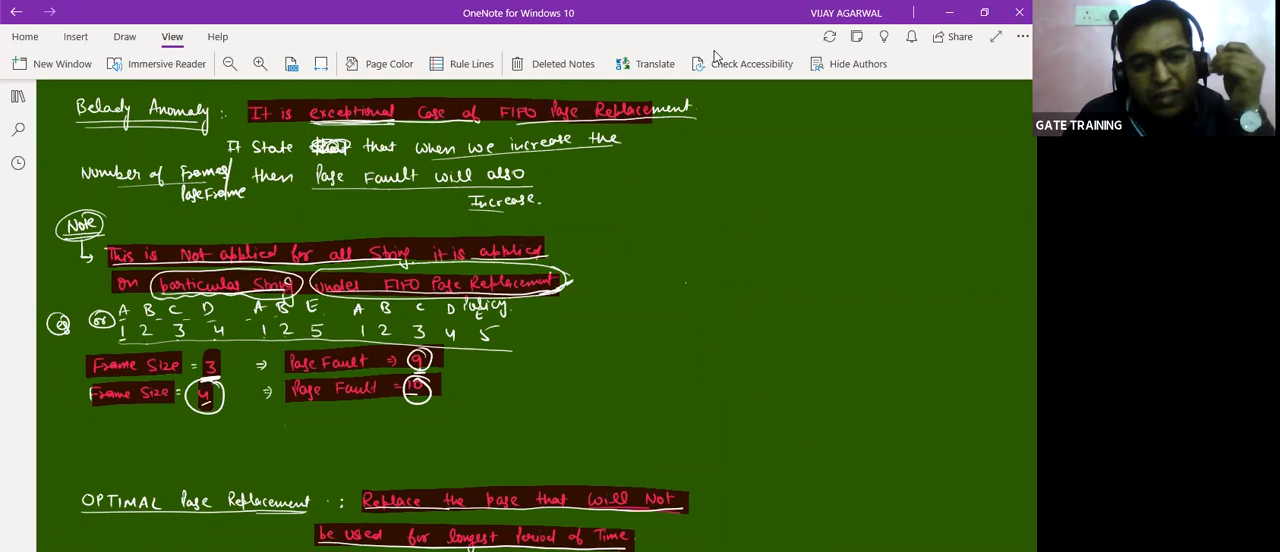 OneNote for Windows 10
VIJAY AGARWAL
Home Insert Draw View Help
Share
New Window Immersive Reader Page Color Rule Lines Deleted Notes Translate Check Accessibility Hide Authors
GATE TRAINING
Belady Anomaly : It is exceptional Case of FIFO Page Replacement.
It State that when we increase the
Number of Frames/ then Page Fault will also
Page Frame
Increase.
Note
This is Not applied for all String it is applied
on particular String under FIFO Page Replacement
Policy.
A B C D A B E A B C D E
eg or 1 2 3 4 1 2 5 1 2 3 4 5
Frame Size = 3 ⇒ Page Fault ⇒ 9
Frame Size = 4 ⇒ Page Fault = 10
OPTIMAL Page Replacement : Replace the page that will Not
be used for longest Period of Time